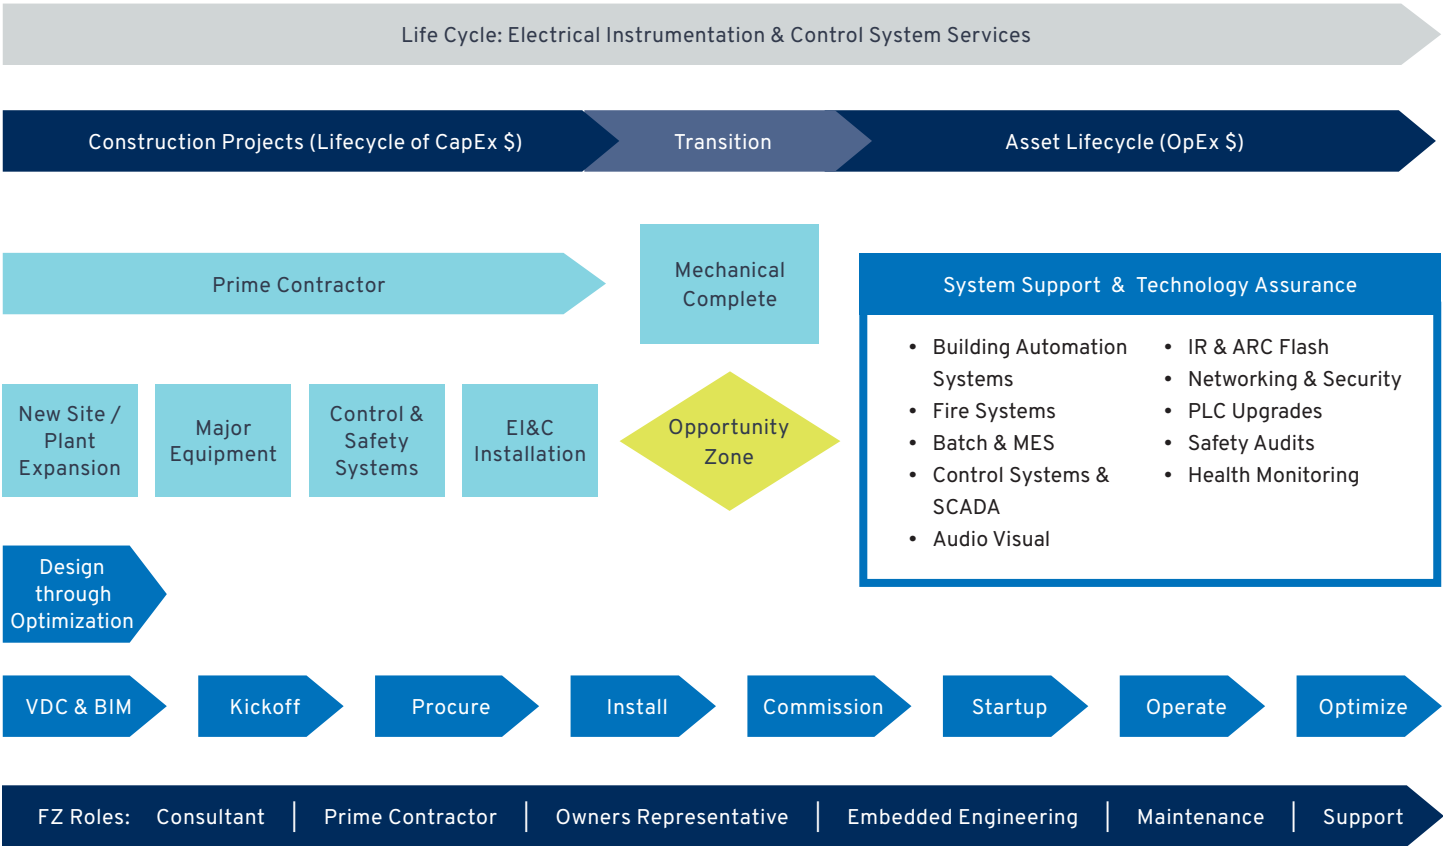 Life Cycle: Electrical Instrumentation & Control System Services
Construction Projects (Lifecycle of CapEx $)
Transition
Asset Lifecycle (OpEx $)
Prime Contractor
Mechanical
Complete
System Support & Technology Assurance
• Building Automation
Systems
• Fire Systems
• Batch & MES
• Control Systems &
SCADA
• Audio Visual
• IR & ARC Flash
• Networking & Security
• PLC Upgrades
• Safety Audits
• Health Monitoring
New Site /
Plant
Expansion
Major
Equipment
Control &
Safety
Systems
EI&C
Installation
Opportunity
Zone
Design
through
Optimization
VDC & BIM
Kickoff
Procure
Install
Commission
Startup
Operate
Optimize
FZ Roles: Consultant | Prime Contractor | Owners Representative | Embedded Engineering | Maintenance | Support